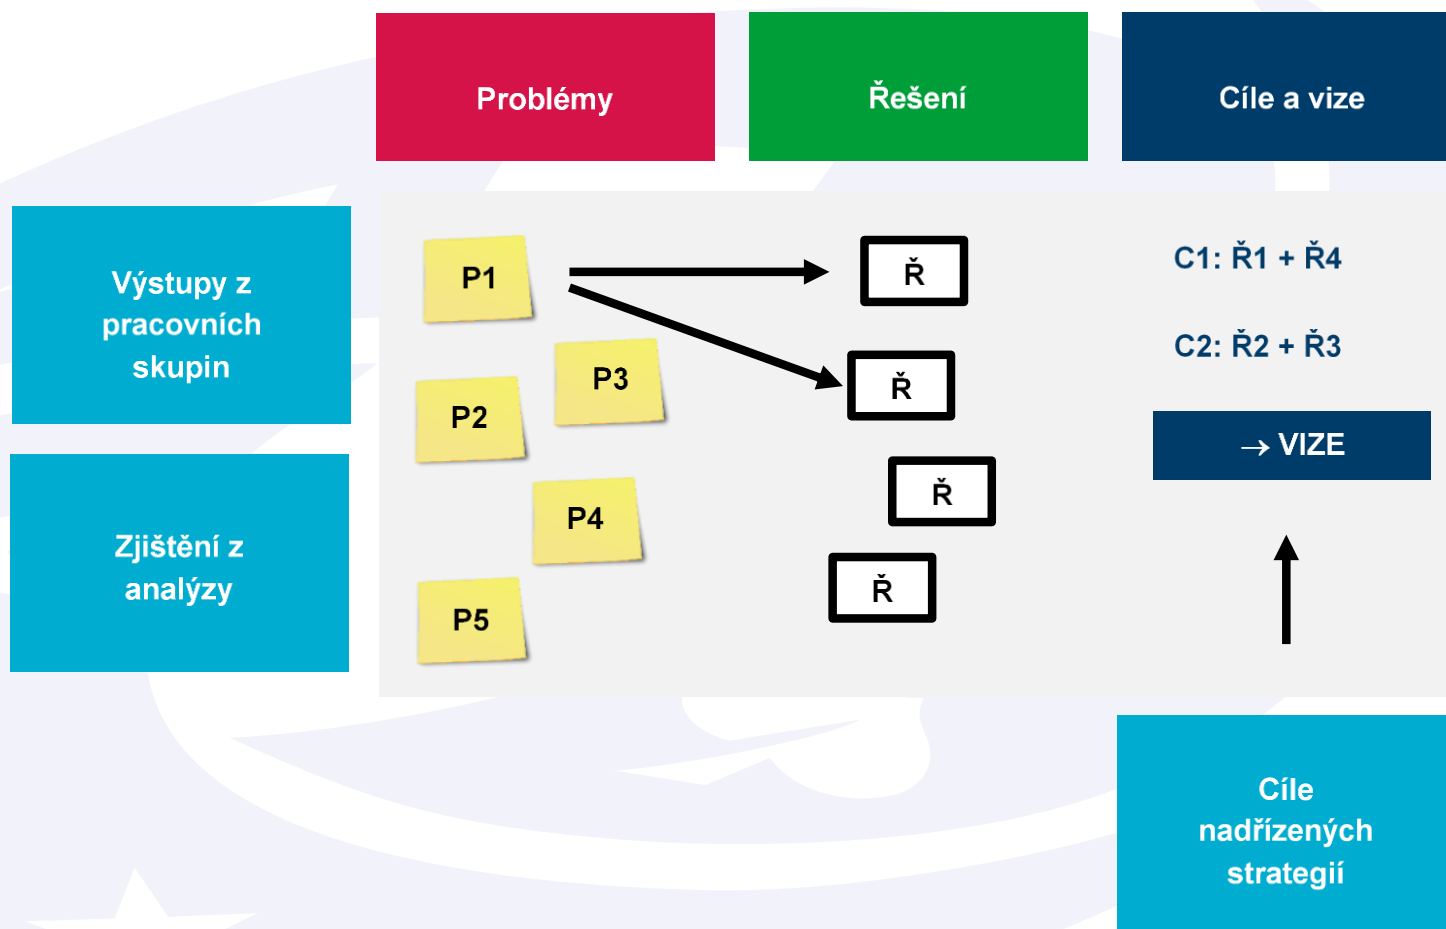 Problémy
Řešení
Cíle a vize
Výstupy z
pracovních
skupin
Zjištění z
analýzy
P1
P3
P2
P4
P5
Ř
Ř
Ř
Ř
C1: Ř1 + Ř4
C2: Ř2 + Ř3
→ VIZE
Cíle
nadřízených
strategií